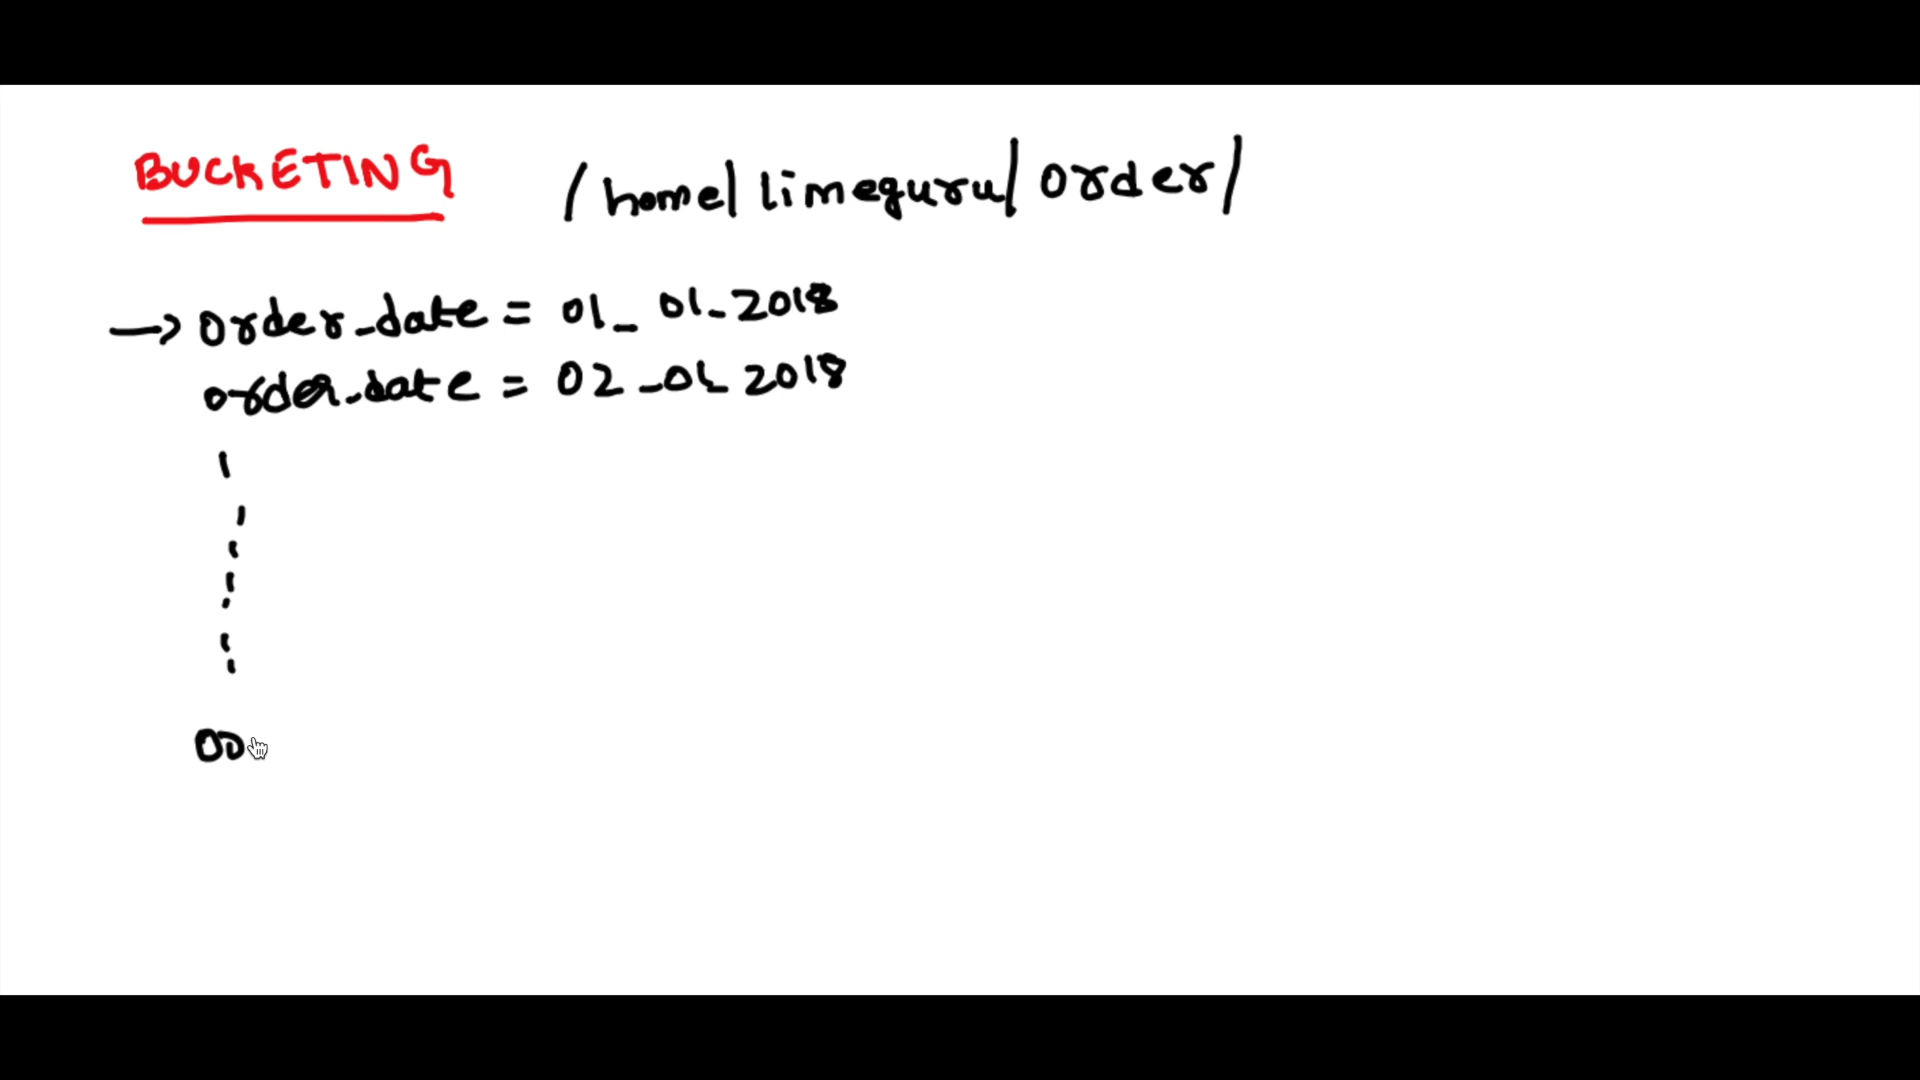 BUCKETING /home/limeguru/order/
→ order_date = 01_01_2018
order_date = 02_01_2018